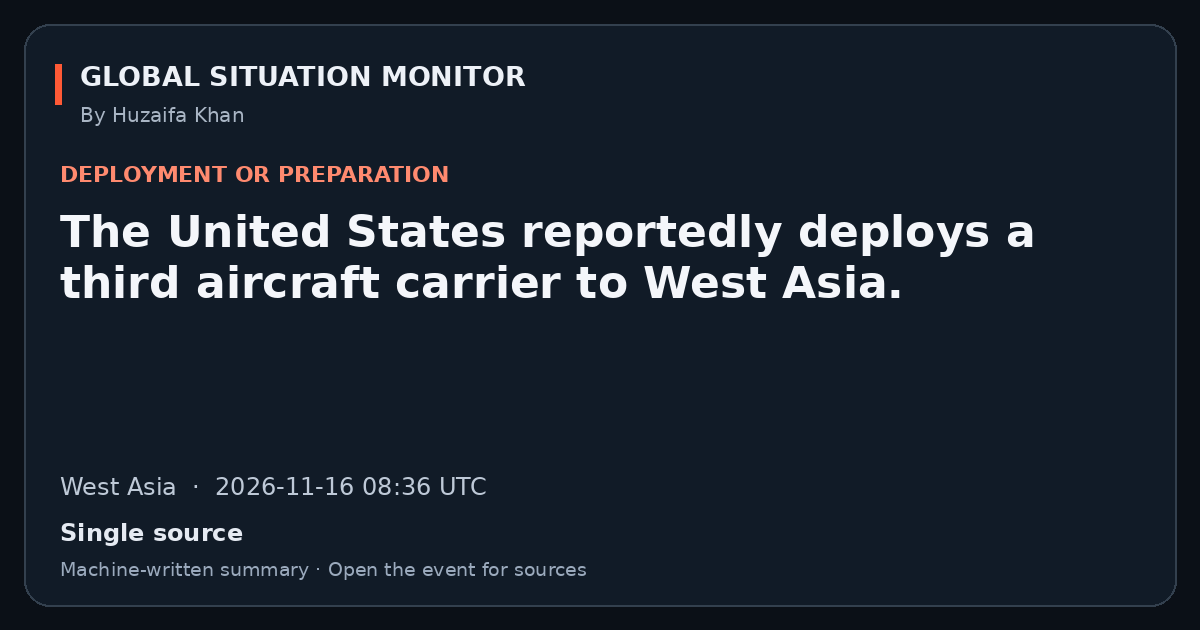 GLOBAL SITUATION MONITOR
By Huzaifa Khan
DEPLOYMENT OR PREPARATION
The United States reportedly deploys a
third aircraft carrier to West Asia.
West Asia · 2026-11-16 08:36 UTC
Single source
Machine-written summary · Open the event for sources